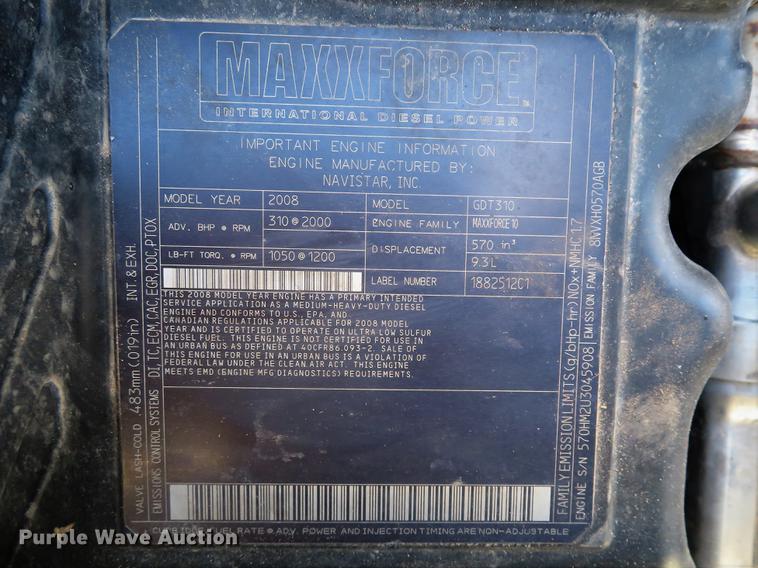 MAXXFORCE
INTERNATIONAL DIESEL POWER
IMPORTANT ENGINE INFORMATION
ENGINE MANUFACTURED BY:
NAVISTAR, INC.
MODEL YEAR 2008 MODEL GDT310
ADV. BHP • RPM 310@2000 ENGINE FAMILY MAXXFORCE 10
LB-FT TORQ. • RPM 1050@1200 DISPLACEMENT 570 in³
9.3L
LABEL NUMBER 1882512C1
THIS 2008 MODEL YEAR ENGINE HAS A PRIMARY INTENDED
SERVICE APPLICATION AS A MEDIUM-HEAVY-DUTY DIESEL
ENGINE AND CONFORMS TO U.S., EPA, AND
CANADIAN REGULATIONS APPLICABLE FOR 2008 MODEL
YEAR AND IS CERTIFIED TO OPERATE ON ULTRA LOW SULFUR
DIESEL FUEL. THIS ENGINE IS NOT CERTIFIED FOR USE IN
AN URBAN BUS AS DEFINED AT 40CFR86.093-2. SALE OF
THIS ENGINE FOR USE IN AN URBAN BUS IS A VIOLATION OF
FEDERAL LAW UNDER THE CLEAN AIR ACT. THIS ENGINE
MEETS EMD (ENGINE MFG DIAGNOSTICS) REQUIREMENTS.
VALVE LASH-COLD .483mm (.019in) INT. & EXH.
EMISSIONS CONTROL SYSTEMS DI,TC,ECM,CAC,EGR,DOC,PTOX
FAMILY EMISSION LIMITS (g/bhp-hr) NOx+NMHC 1.7
ENGINE S/N 570HM2U3045908 EMISSION FAMILY 8NVXH0570AGB
FUEL RATE @ ADV. POWER AND INJECTION TIMING ARE NON-ADJUSTABLE
Purple Wave Auction